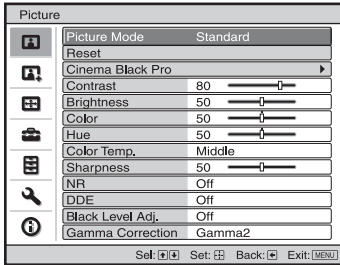 Picture
Picture Mode Standard
Reset
Cinema Black Pro
Contrast 80
Brightness 50
Color 50
Hue 50
Color Temp. Middle
Sharpness 50
NR Off
DDE Off
Black Level Adj. Off
Gamma Correction Gamma2
Sel: Set: Back: Exit: MENU